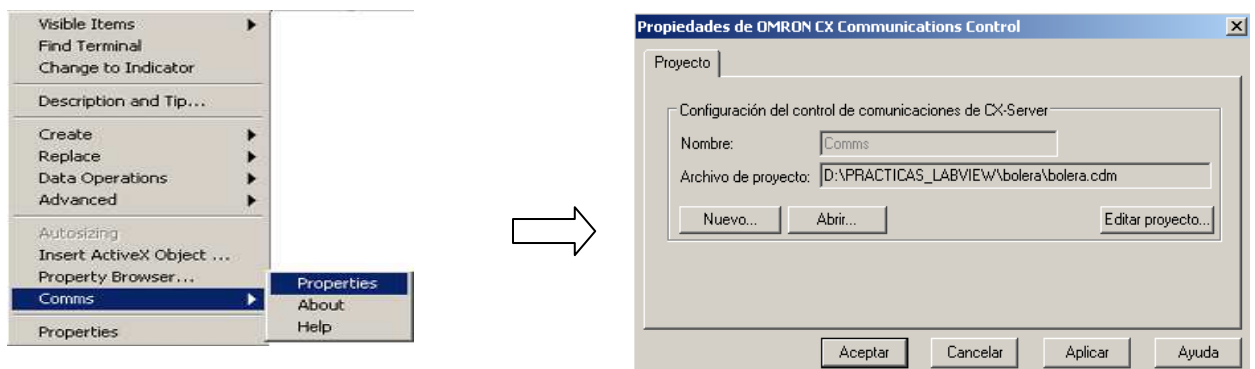 Visible Items
Find Terminal
Change to Indicator
Description and Tip...
Create
Replace
Data Operations
Advanced
Autosizing
Insert ActiveX Object ...
Property Browser...
Comms
Properties
Properties
About
Help
Propiedades de OMRON CX Communications Control
Proyecto
Configuración del control de comunicaciones de CX-Server
Nombre: Comms
Archivo de proyecto: D:\PRACTICAS_LABVIEW\bolera\bolera.cdm
Nuevo... Abrir... Editar proyecto...
Aceptar Cancelar Aplicar Ayuda